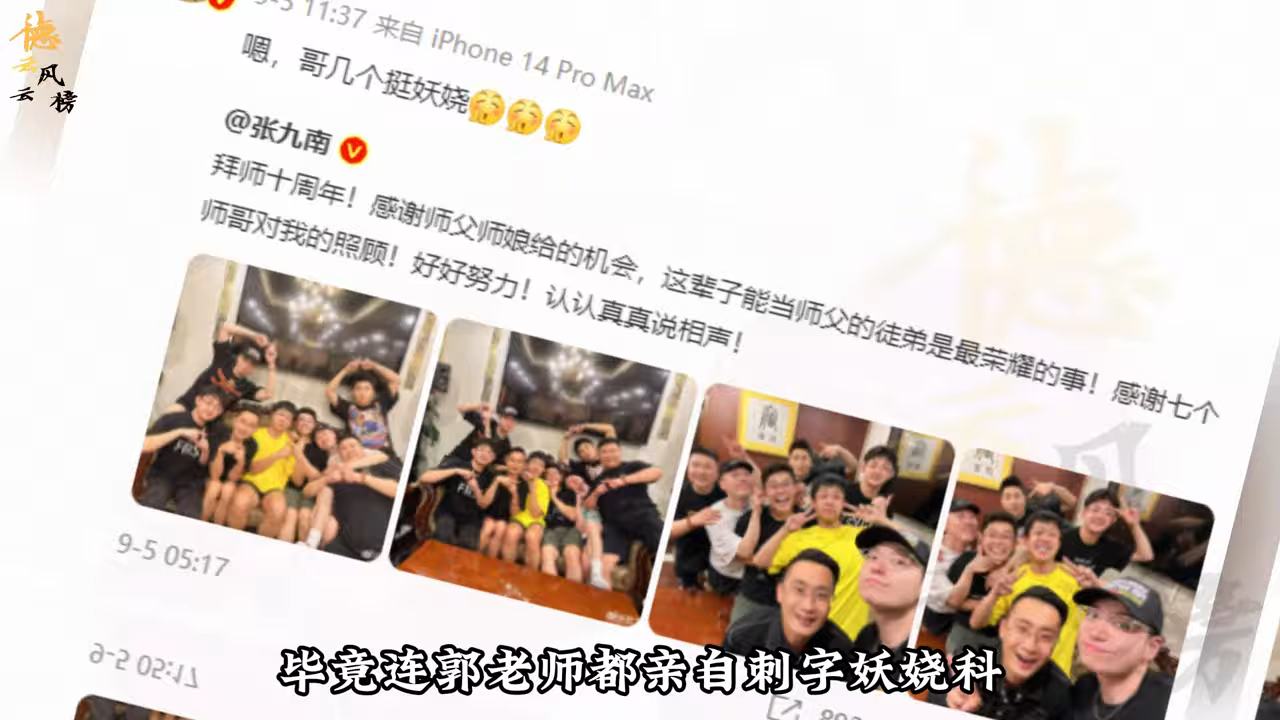 德
云风
云榜
9-5 11:37 来自 iPhone 14 Pro Max
嗯，哥几个挺妖娆
@张九南
拜师十周年！感谢师父师娘给的机会，这辈子能当师父的徒弟是最荣耀的事！感谢七个
师哥对我的照顾！好好努力！认认真真说相声！
9-5 05:17
9-5 05:17
毕竟连郭老师都亲自刺字妖娆科